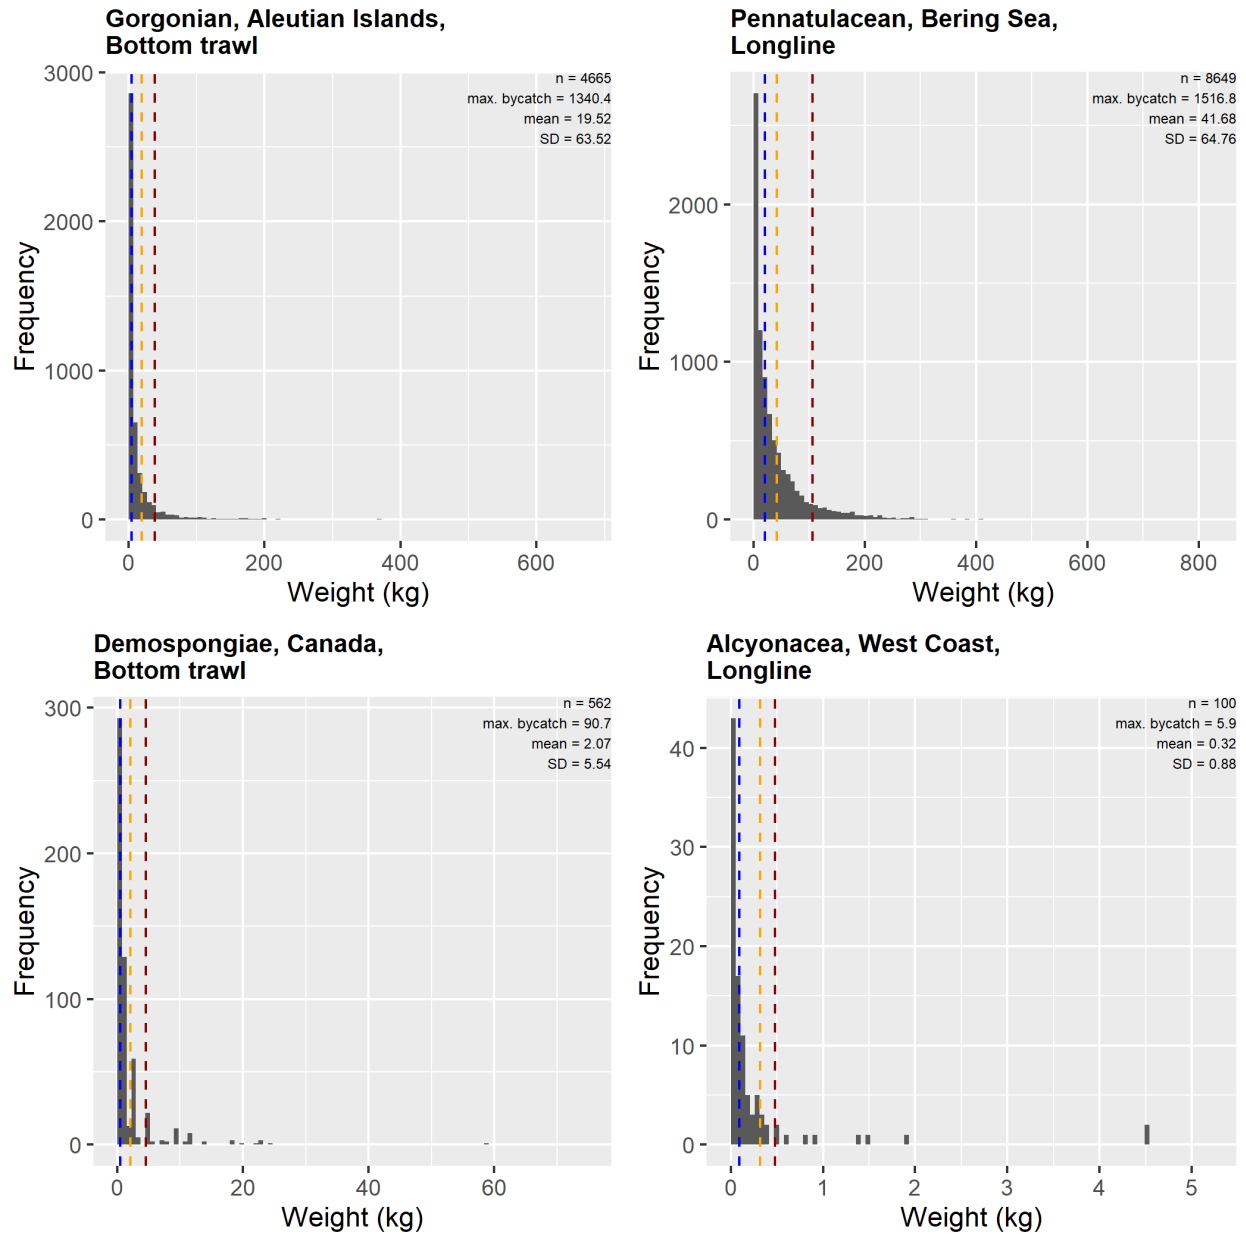 Gorgonian, Aleutian Islands,
Bottom trawl
n = 4665
max. bycatch = 1340.4
mean = 19.52
SD = 63.52
3000
2000
1000
0
Frequency
0 200 400 600
Weight (kg)
Pennatulacean, Bering Sea,
Longline
n = 8649
max. bycatch = 1516.8
mean = 41.68
SD = 64.76
2000
1000
0
Frequency
0 200 400 600 800
Weight (kg)
Demospongiae, Canada,
Bottom trawl
n = 562
max. bycatch = 90.7
mean = 2.07
SD = 5.54
300
200
100
0
Frequency
0 20 40 60
Weight (kg)
Alcyonacea, West Coast,
Longline
n = 100
max. bycatch = 5.9
mean = 0.32
SD = 0.88
40
30
20
10
0
Frequency
0 1 2 3 4 5
Weight (kg)